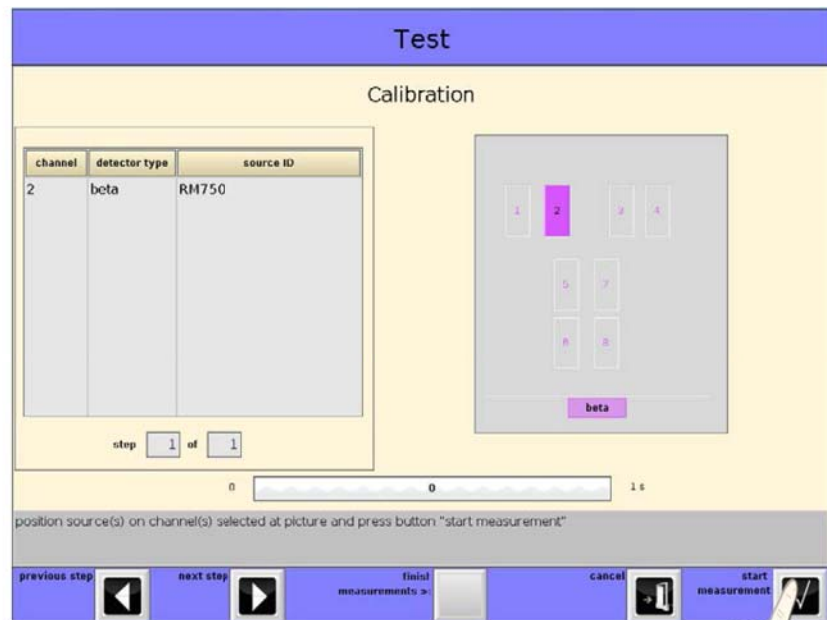 Test
Calibration
channel detector type source ID
2 beta RM750
1 2 3 4
5 7
6 8
beta
step 1 of 1
0 0 1 s
position source(s) on channel(s) selected at picture and press button "start measurement"
previous step next step finish measurements >: cancel start measurement